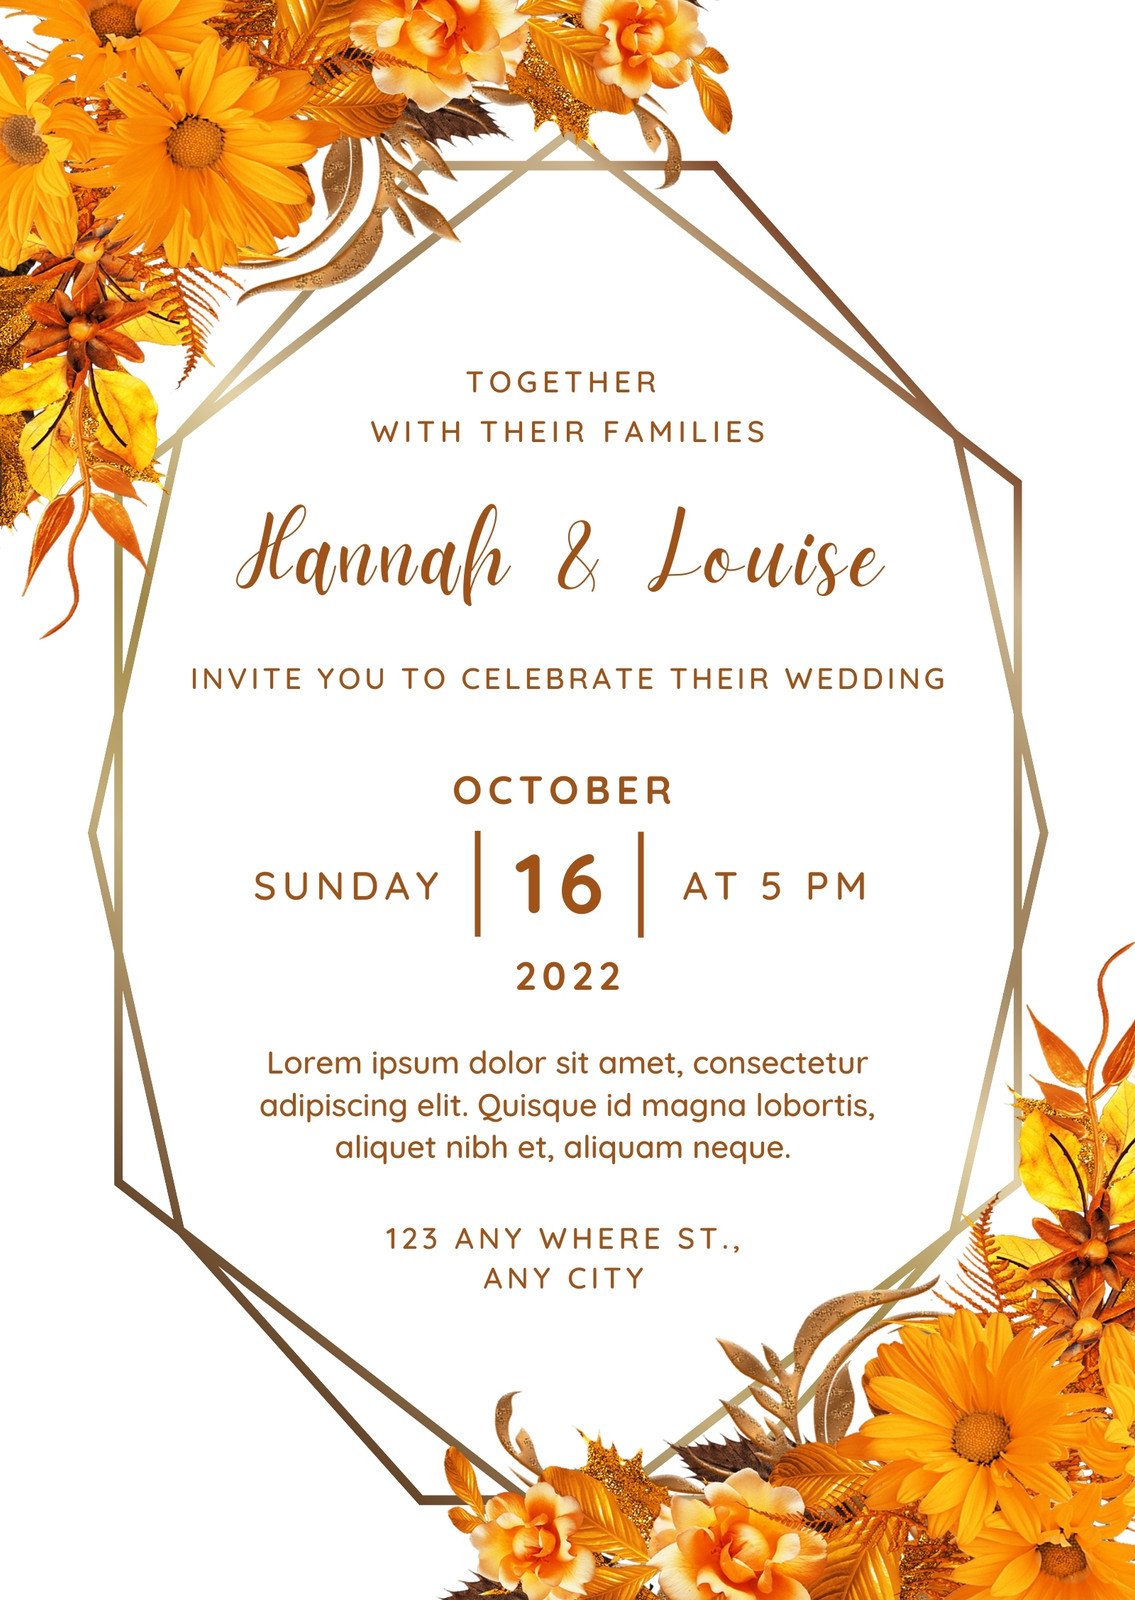 TOGETHER
WITH THEIR FAMILIES
Hannah & Louise
INVITE YOU TO CELEBRATE THEIR WEDDING
OCTOBER
SUNDAY 16 AT 5 PM
2022
Lorem ipsum dolor sit amet, consectetur
adipiscing elit. Quisque id magna lobortis,
aliquet nibh et, aliquam neque.
123 ANY WHERE ST.,
ANY CITY